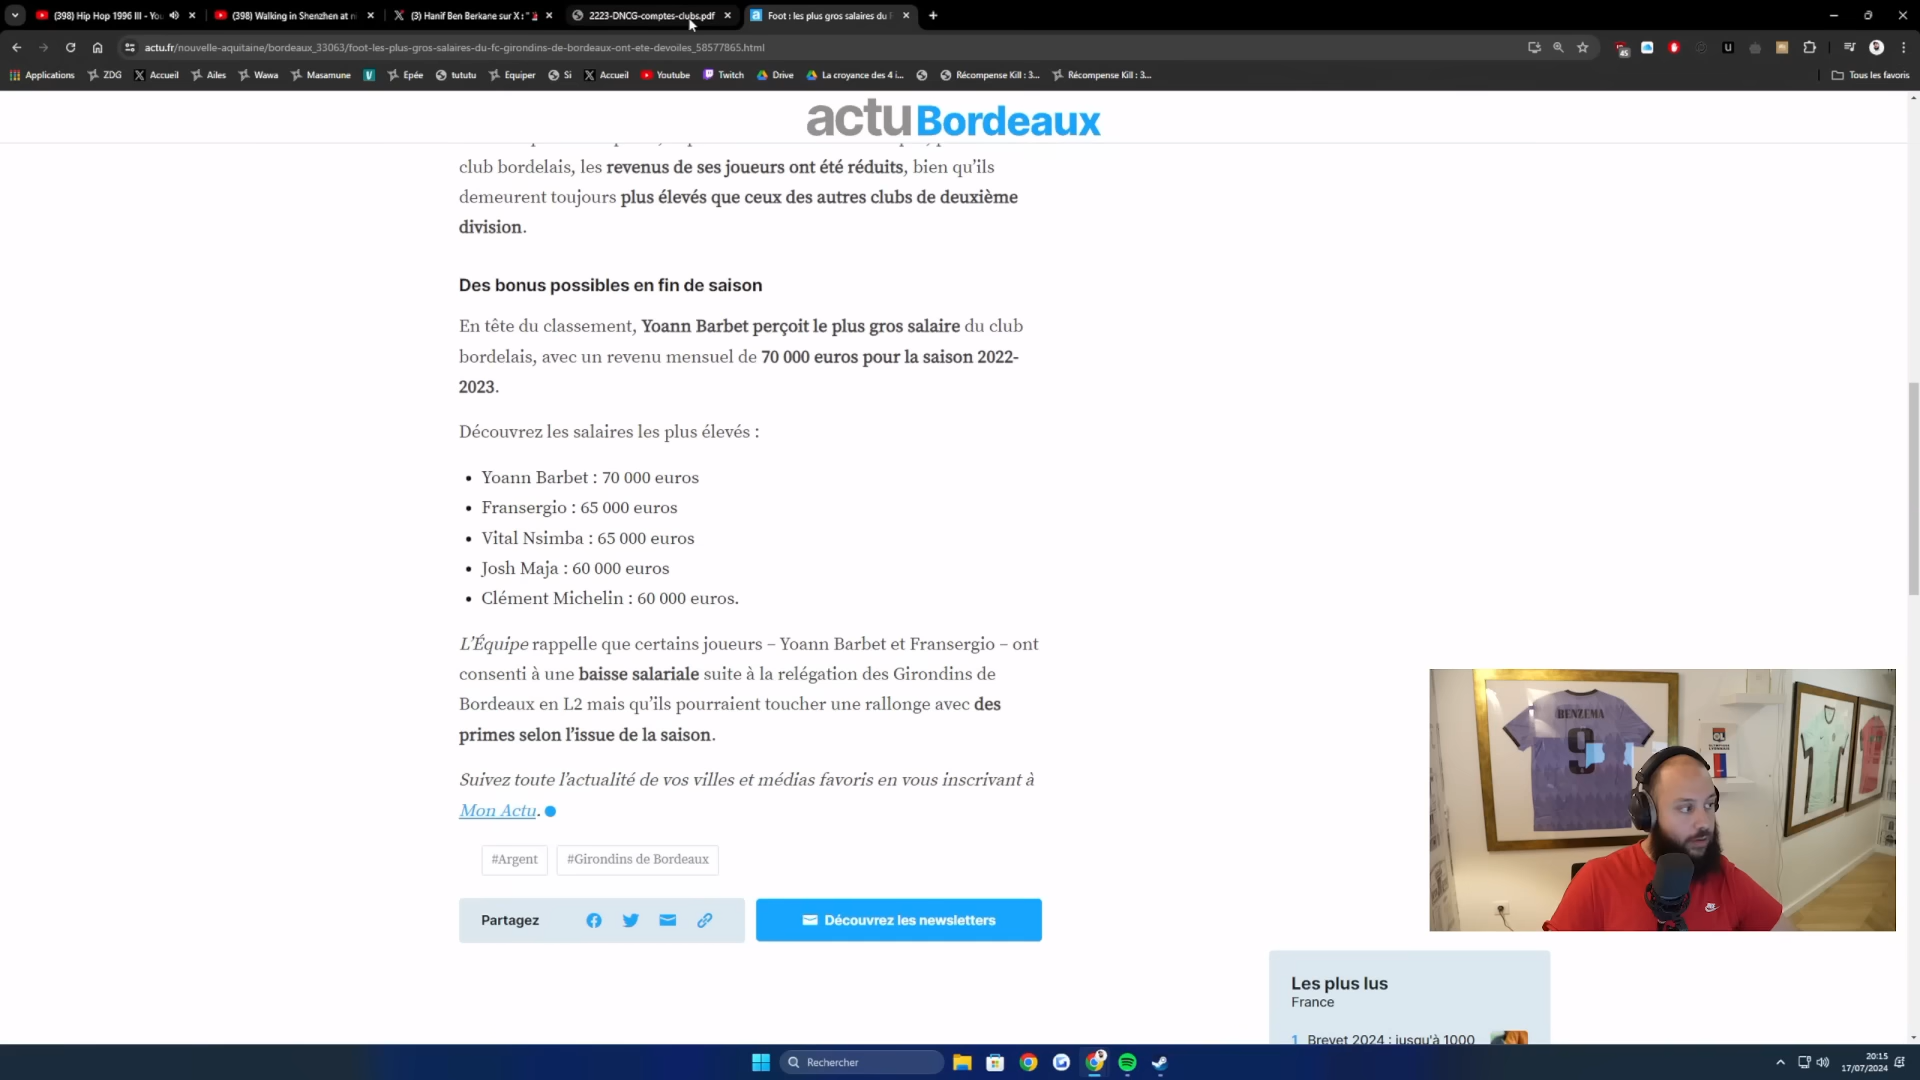 (398) Hip Hop 1996 III - You
(398) Walking in Shenzhen at n
(3) Hanif Ben Berkane sur X : "
2223-DNCG-comptes-clubs.pdf
Foot : les plus gros salaires du F
actu.fr/nouvelle-aquitaine/bordeaux_33063/foot-les-plus-gros-salaires-du-fc-girondins-de-bordeaux-ont-ete-devoiles_58577865.html
45
Applications ZDG Accueil Ailes Wawa Masamune Epée tututu Equiper Si Accueil Youtube Twitch Drive La croyance des 4 i... Récompense Kill : 3... Récompense Kill : 3... Tous les favoris
actu Bordeaux
club bordelais, les revenus de ses joueurs ont été réduits, bien qu'ils
demeurent toujours plus élevés que ceux des autres clubs de deuxième
division.
Des bonus possibles en fin de saison
En tête du classement, Yoann Barbet perçoit le plus gros salaire du club
bordelais, avec un revenu mensuel de 70 000 euros pour la saison 2022-
2023.
Découvrez les salaires les plus élevés :
• Yoann Barbet : 70 000 euros
• Fransergio : 65 000 euros
• Vital Nsimba : 65 000 euros
• Josh Maja : 60 000 euros
• Clément Michelin : 60 000 euros.
L'Équipe rappelle que certains joueurs – Yoann Barbet et Fransergio – ont
consenti à une baisse salariale suite à la relégation des Girondins de
Bordeaux en L2 mais qu'ils pourraient toucher une rallonge avec des
primes selon l'issue de la saison.
Suivez toute l'actualité de vos villes et médias favoris en vous inscrivant à
Mon Actu.
#Argent
#Girondins de Bordeaux
Partagez
Découvrez les newsletters
BENZEMA
9
OL
Les plus lus
France
1 Brevet 2024 : jusqu'à 1000
Rechercher
20:15
17/07/2024